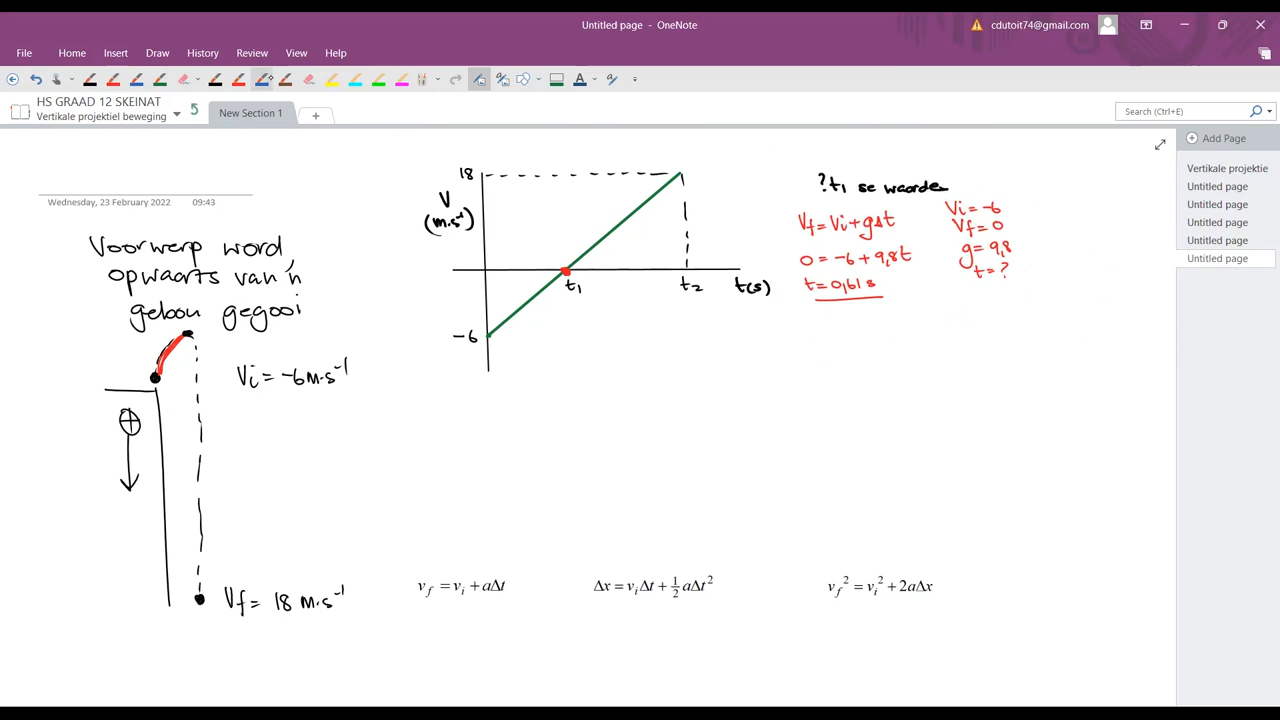 Untitled page - OneNote
cdutoit74@gmail.com
File
Home
Insert
Draw
History
Review
View
Help
HS GRAAD 12 SKEINAT
Vertikale projektiel beweging
New Section 1
Search (Ctrl+E)
Add Page
Vertikale projektie
Untitled page
Untitled page
Untitled page
Untitled page
Untitled page
Wednesday, 23 February 2022
09:43
Voorwerp word
opwaarts van 'n
gebou gegooi
Vi = -6 m·s⁻¹
Vf = 18 m·s⁻¹
18
V
(m·s⁻¹)
-6
t₁
t₂
t(s)
? t₁ se waarde
Vf = Vi + gΔt
0 = -6 + 9,8t
t = 0,61 s
Vi = -6
Vf = 0
g = 9,8
t = ?
v_f = v_i + aΔt
Δx = v_iΔt + ½aΔt²
v_f² = v_i² + 2aΔx